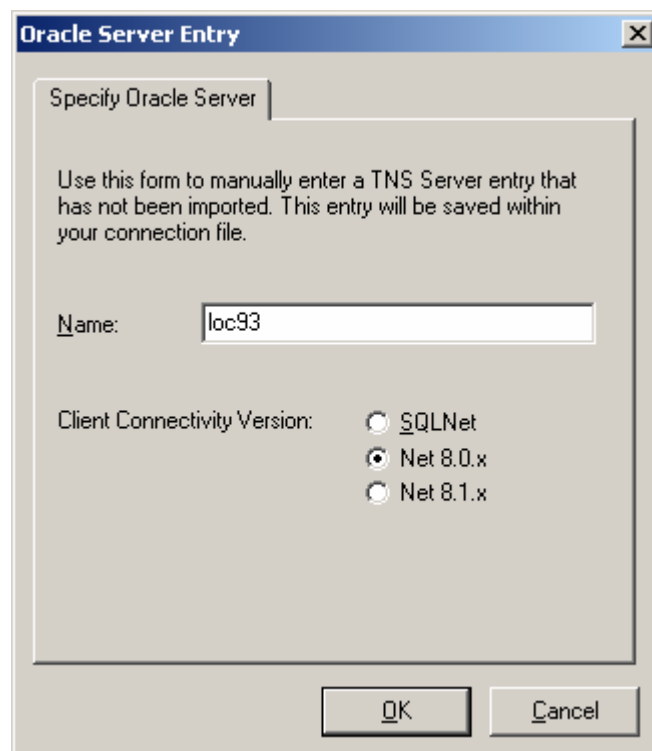 Oracle Server Entry
Specify Oracle Server
Use this form to manually enter a TNS Server entry that
has not been imported. This entry will be saved within
your connection file.
Name: loc93
Client Connectivity Version: SQLNet
Net 8.0.x
Net 8.1.x
OK Cancel